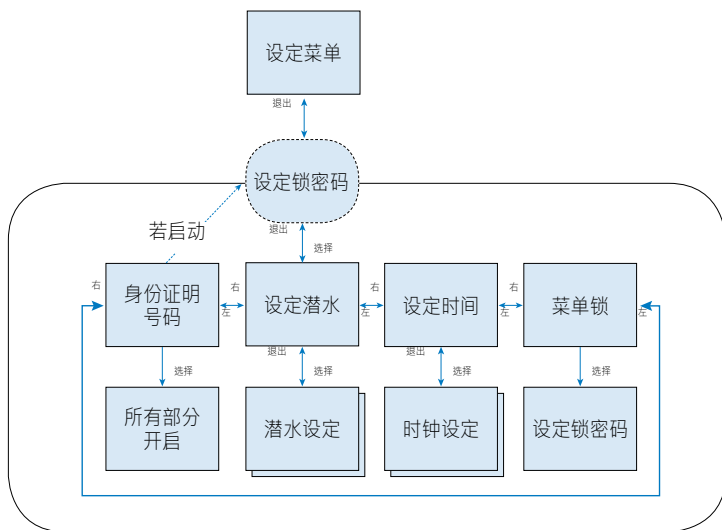 设定菜单
退出
设定锁密码
若启动
退出
选择
右
身份证明
号码
右
左
设定潜水
右
左
设定时间
右
左
菜单锁
左
选择
退出
选择
退出
选择
选择
所有部分
开启
潜水设定
时钟设定
设定锁密码